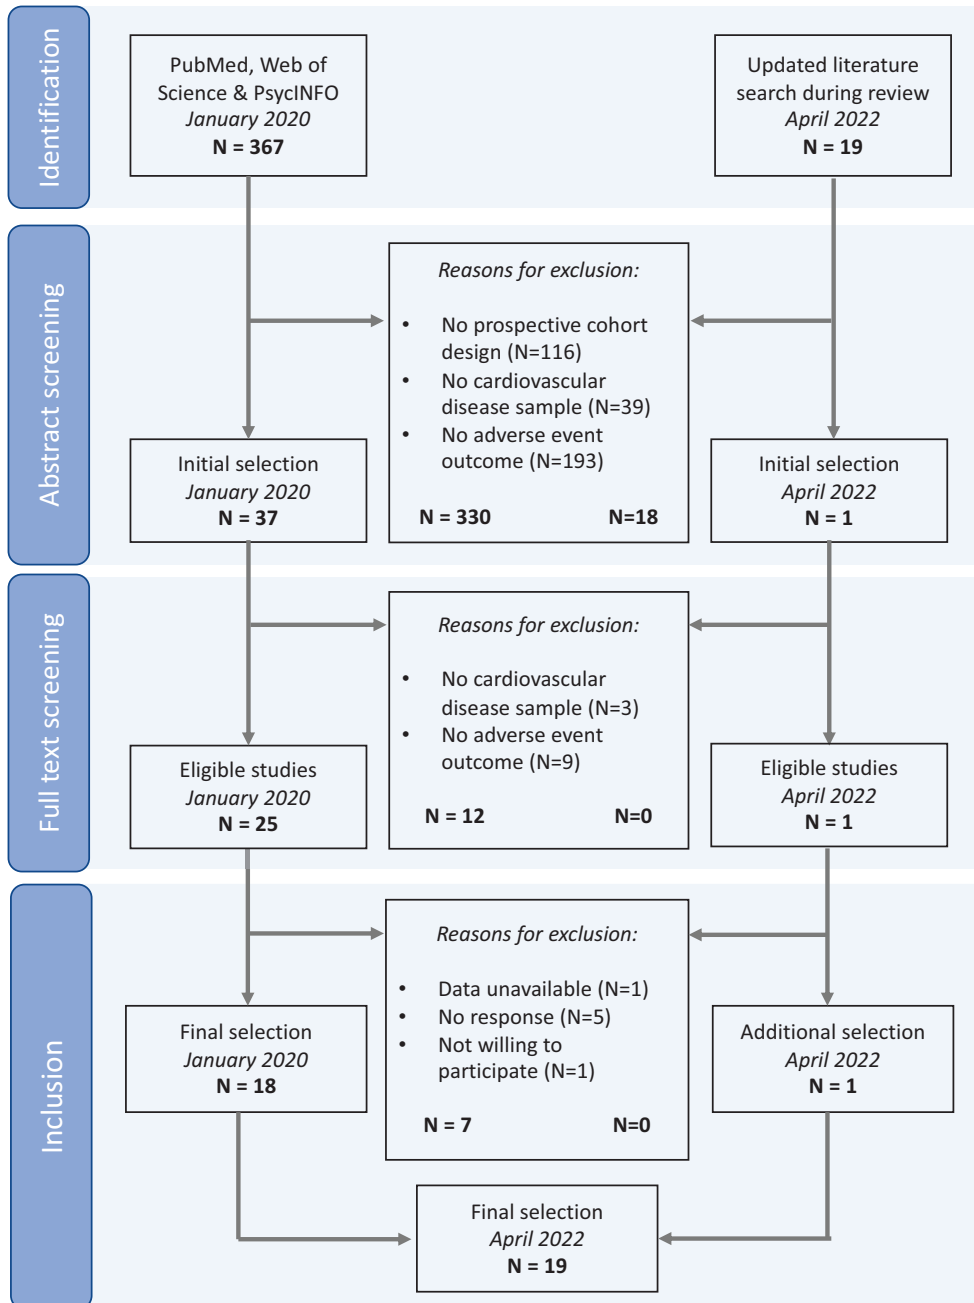 Identification
PubMed, Web of
Science & PsycINFO
January 2020
N = 367
Updated literature
search during review
April 2022
N = 19
Abstract screening
Reasons for exclusion:
• No prospective cohort
design (N=116)
• No cardiovascular
disease sample (N=39)
• No adverse event
outcome (N=193)
N = 330 N=18
Initial selection
January 2020
N = 37
Initial selection
April 2022
N = 1
Full text screening
Reasons for exclusion:
• No cardiovascular
disease sample (N=3)
• No adverse event
outcome (N=9)
N = 12 N=0
Eligible studies
January 2020
N = 25
Eligible studies
April 2022
N = 1
Inclusion
Reasons for exclusion:
• Data unavailable (N=1)
• No response (N=5)
• Not willing to
participate (N=1)
N = 7 N=0
Final selection
January 2020
N = 18
Additional selection
April 2022
N = 1
Final selection
April 2022
N = 19